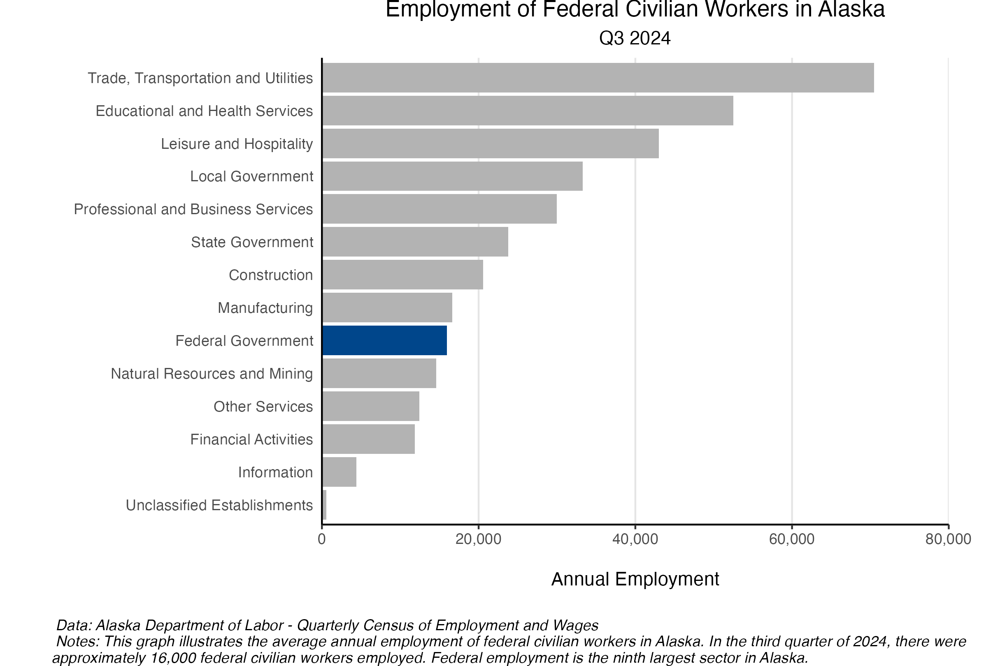 Employment of Federal Civilian Workers in Alaska
Q3 2024
Trade, Transportation and Utilities
Educational and Health Services
Leisure and Hospitality
Local Government
Professional and Business Services
State Government
Construction
Manufacturing
Federal Government
Natural Resources and Mining
Other Services
Financial Activities
Information
Unclassified Establishments
0 20,000 40,000 60,000 80,000
Annual Employment
Data: Alaska Department of Labor - Quarterly Census of Employment and Wages
Notes: This graph illustrates the average annual employment of federal civilian workers in Alaska. In the third quarter of 2024, there were
approximately 16,000 federal civilian workers employed. Federal employment is the ninth largest sector in Alaska.